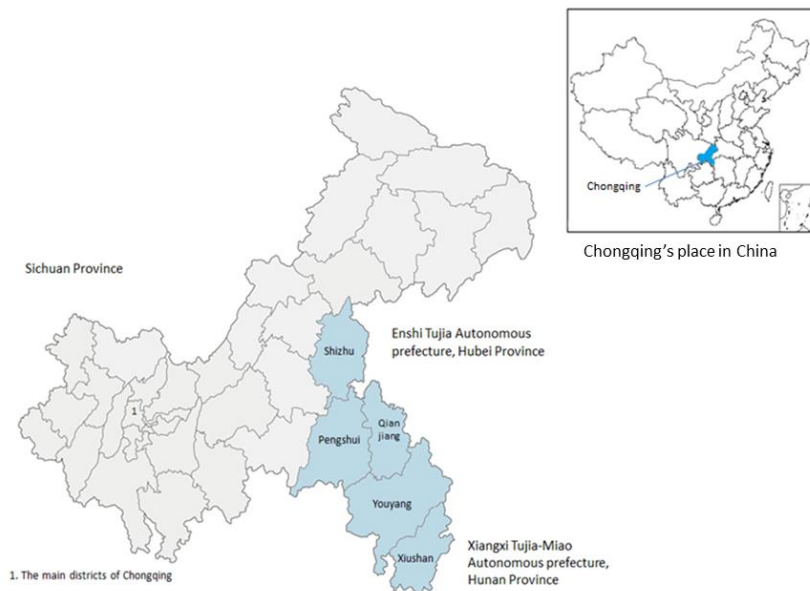 Chongqing
Chongqing's place in China
Sichuan Province
Enshi Tujia Autonomous
prefecture, Hubei Province
Shizhu
1
Qian
jiang
Pengshui
Youyang
Xiushan
Xiangxi Tujia-Miao
Autonomous prefecture,
Hunan Province
1. The main districts of Chongqing